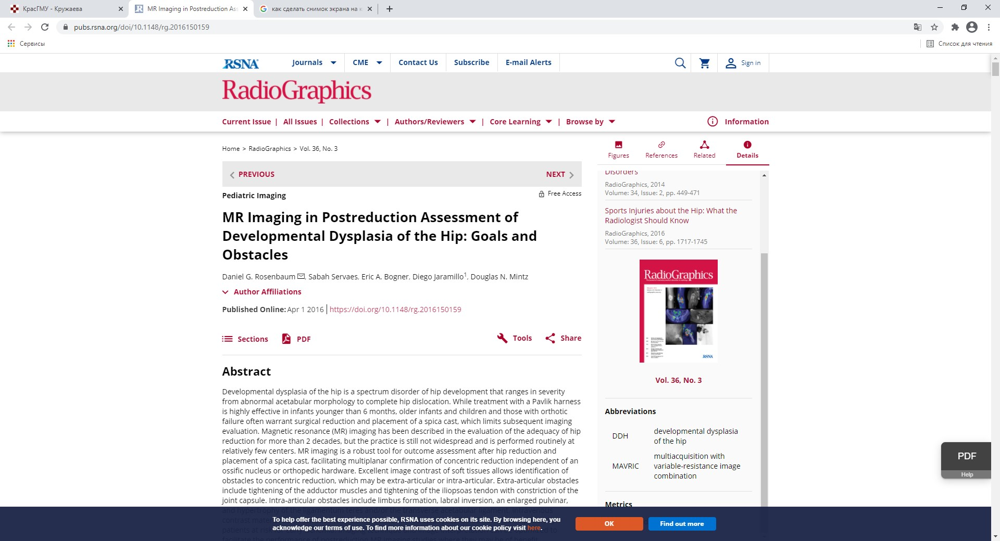 КрасГМУ - Кружаева
MR Imaging in Postreduction Ass
как сделать снимок экрана на к
pubs.rsna.org/doi/10.1148/rg.2016150159
Сервисы
Список для чтения
RSNA
Journals
CME
Contact Us
Subscribe
E-mail Alerts
Sign in
RadioGraphics
Current Issue | All Issues | Collections | Authors/Reviewers | Core Learning | Browse by
Information
Home > RadioGraphics > Vol. 36, No. 3
PREVIOUS
NEXT
Pediatric Imaging
Free Access
MR Imaging in Postreduction Assessment of
Developmental Dysplasia of the Hip: Goals and
Obstacles
Daniel G. Rosenbaum, Sabah Servaes, Eric A. Bogner, Diego Jaramillo1, Douglas N. Mintz
Author Affiliations
Published Online: Apr 1 2016 | https://doi.org/10.1148/rg.2016150159
Sections
PDF
Tools
Share
Abstract
Developmental dysplasia of the hip is a spectrum disorder of hip development that ranges in severity
from abnormal acetabular morphology to complete hip dislocation. While treatment with a Pavlik harness
is highly effective in infants younger than 6 months, older infants and children and those with orthotic
failure often warrant surgical reduction and placement of a spica cast, which limits subsequent imaging
evaluation. Magnetic resonance (MR) imaging has been described in the evaluation of the adequacy of hip
reduction for more than 2 decades, but the practice is still not widespread and is performed routinely at
relatively few centers. MR imaging is a robust tool for outcome assessment after hip reduction and
placement of a spica cast, facilitating multiplanar confirmation of concentric reduction independent of an
ossific nucleus or orthopedic hardware. Excellent image contrast of soft tissues allows identification of
obstacles to concentric reduction, which may be extra-articular or intra-articular. Extra-articular obstacles
include tightening of the adductor muscles and tightening of the iliopsoas tendon with constriction of the
joint capsule. Intra-articular obstacles include limbus formation, labral inversion, an enlarged pulvinar,
Figures
References
Related
Details
Disorders
RadioGraphics, 2014
Volume: 34, Issue: 2, pp. 449-471
Sports Injuries about the Hip: What the
Radiologist Should Know
RadioGraphics, 2016
Volume: 36, Issue: 6, pp. 1717-1745
RadioGraphics
RSNA
Vol. 36, No. 3
Abbreviations
DDH
developmental dysplasia
of the hip
MAVRIC
multiacquisition with
variable-resistance image
combination
Metrics
PDF
Help
To help offer the best experience possible, RSNA uses cookies on its site. By browsing here, you
acknowledge our terms of use. To find more information about our cookie policy visit here.
OK
Find out more